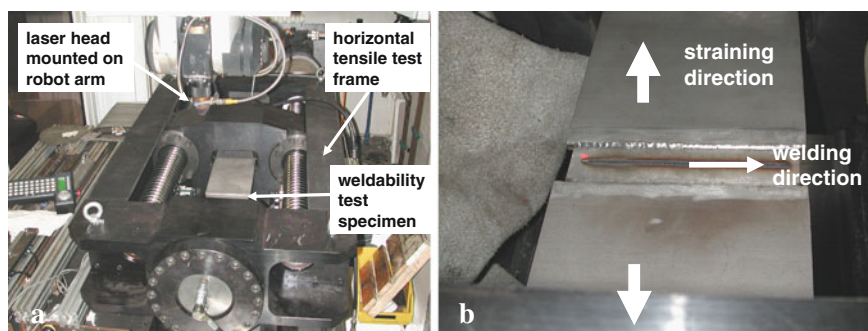 laser head
mounted on
robot arm
horizontal
tensile test
frame
weldability
test
specimen
a
straining
direction
welding
direction
b